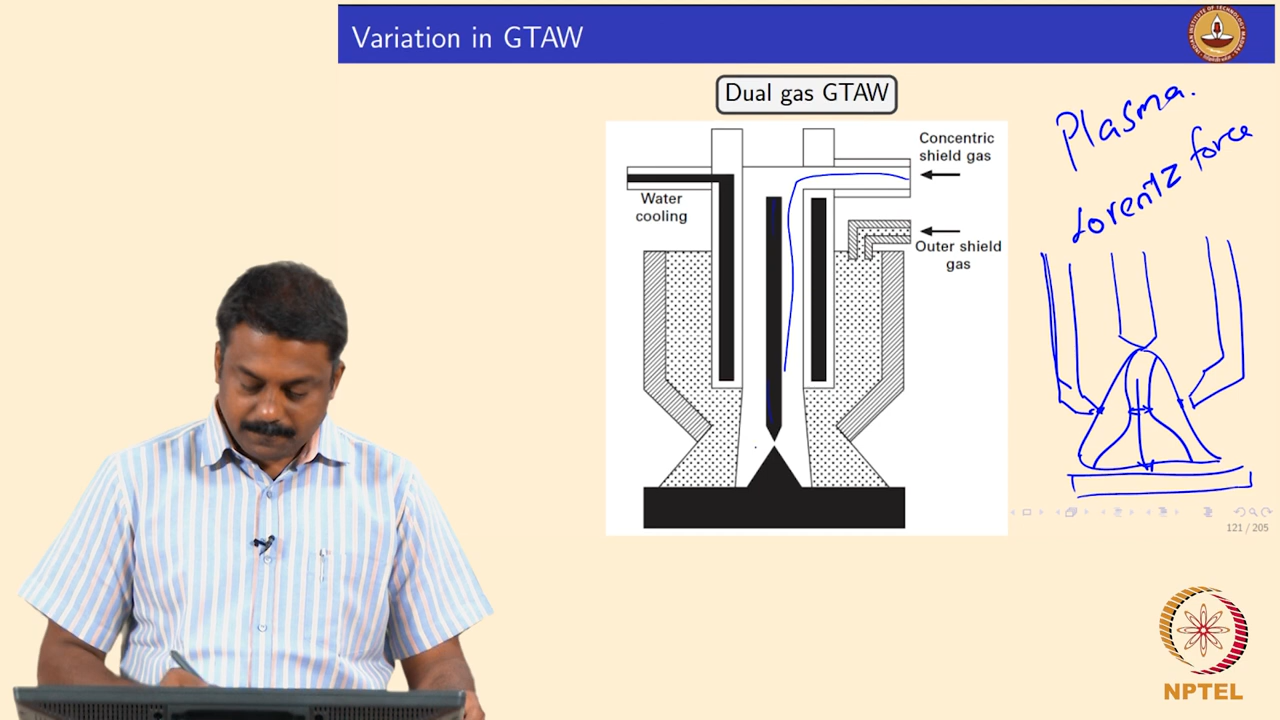 Variation in GTAW
Dual gas GTAW
Concentric
shield gas
Water
cooling
Outer shield
gas
Plasma.
Lorentz force
121 / 205
NPTEL